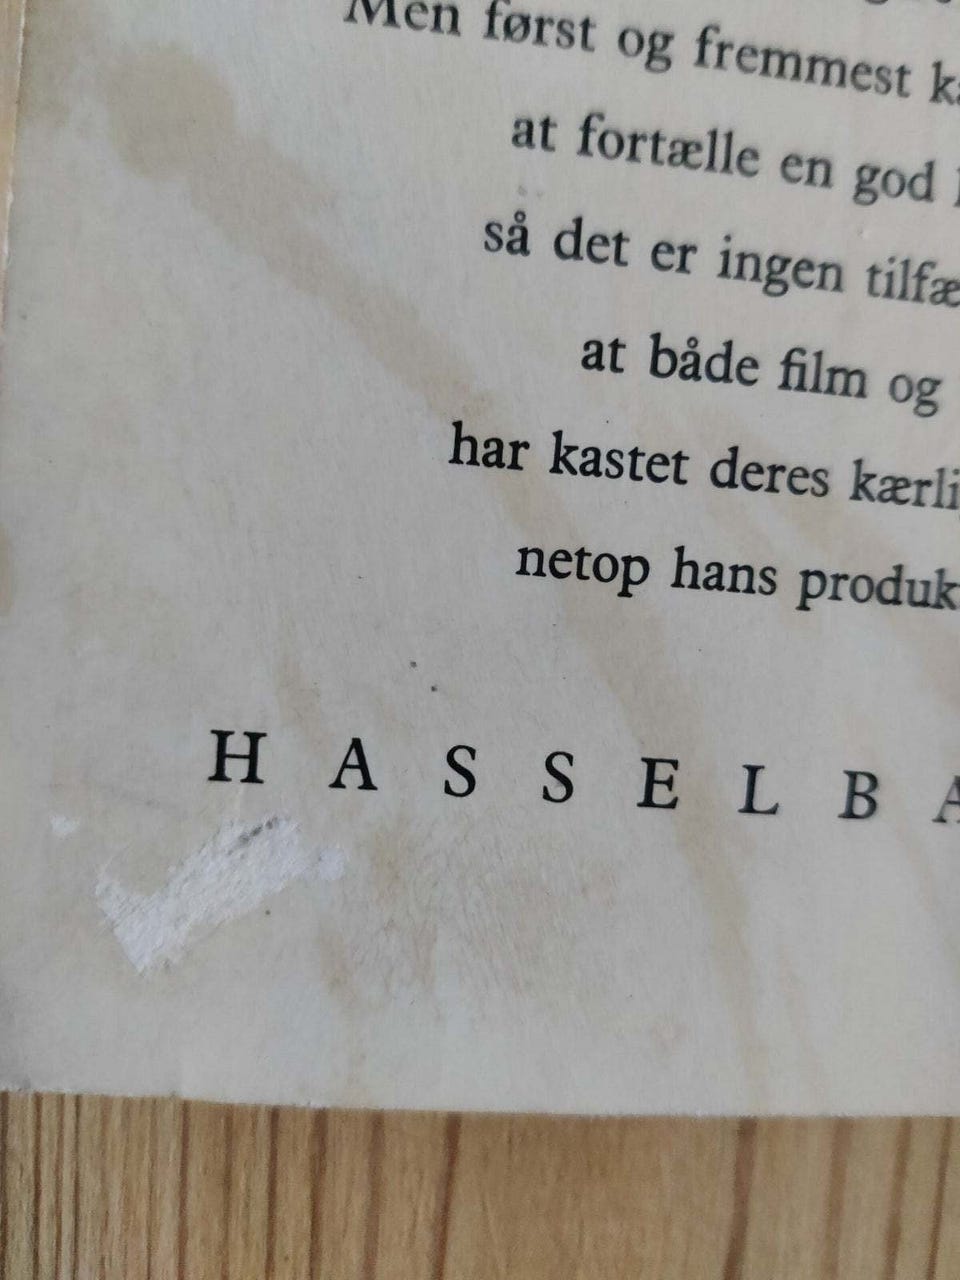 Men først og fremmest
at fortælle en god
så det er ingen
at både film og
har kastet deres
netop hans
HASSELBA